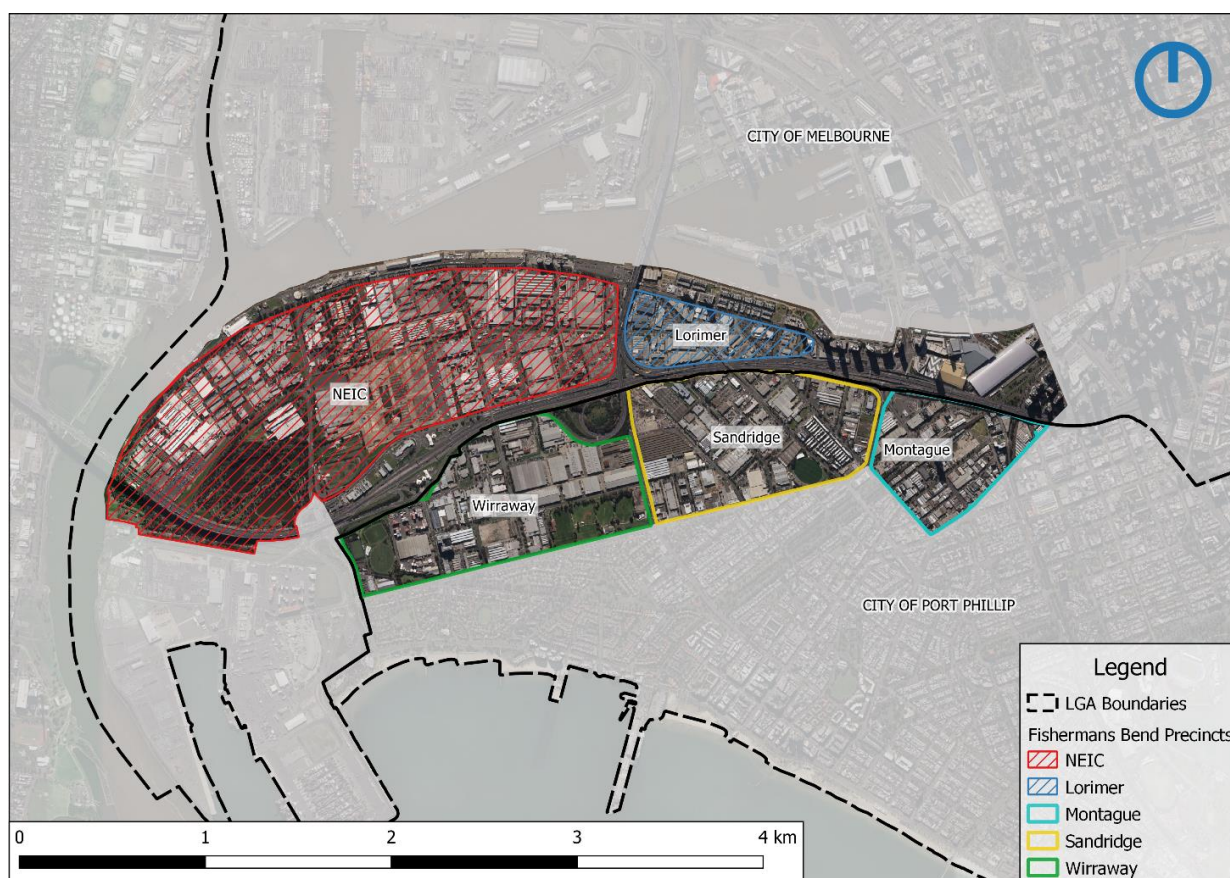 CITY OF MELBOURNE
Lorimer
NEIC
Sandridge
Montague
Wirraway
CITY OF PORT PHILLIP
Legend
LGA Boundaries
Fishermans Bend Precincts
NEIC
Lorimer
Montague
Sandridge
Wirraway
0 1 2 3 4 km